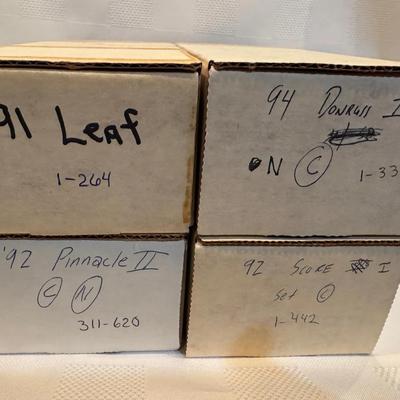 91 Leaf
1-264
94 Donruss I
N C
1-33
'92 Pinnacle II
C N
311-620
92 Score I
Set C
1-442